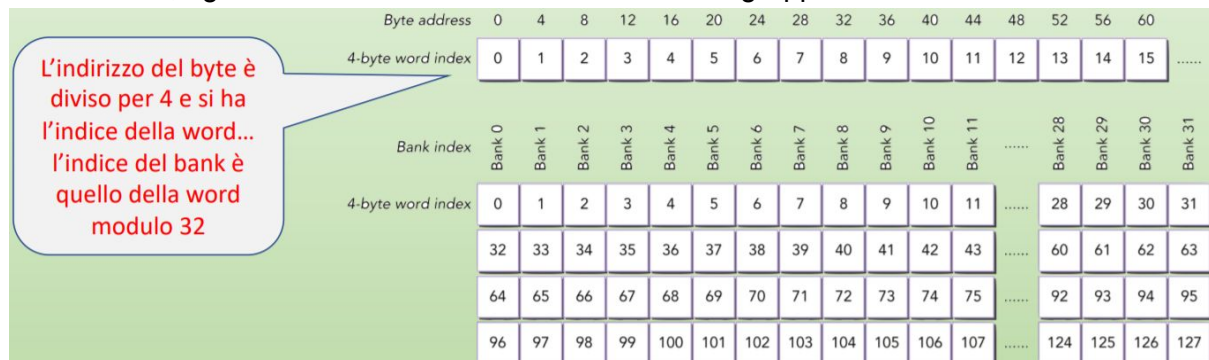 Byte address 0 4 8 12 16 20 24 28 32 36 40 44 48 52 56 60
4-byte word index 0 1 2 3 4 5 6 7 8 9 10 11 12 13 14 15 ......
L'indirizzo del byte è
diviso per 4 e si ha
l'indice della word...
l'indice del bank è
quello della word
modulo 32
Bank index Bank 0 Bank 1 Bank 2 Bank 3 Bank 4 Bank 5 Bank 6 Bank 7 Bank 8 Bank 9 Bank 10 Bank 11 ...... Bank 28 Bank 29 Bank 30 Bank 31
4-byte word index 0 1 2 3 4 5 6 7 8 9 10 11 ...... 28 29 30 31
32 33 34 35 36 37 38 39 40 41 42 43 ...... 60 61 62 63
64 65 66 67 68 69 70 71 72 73 74 75 ...... 92 93 94 95
96 97 98 99 100 101 102 103 104 105 106 107 ...... 124 125 126 127